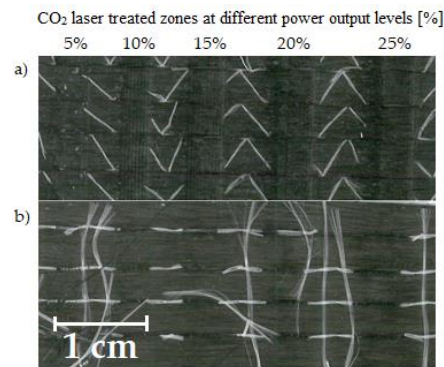 CO₂ laser treated zones at different power output levels [%]
5% 10% 15% 20% 25%
a)
b)
1 cm